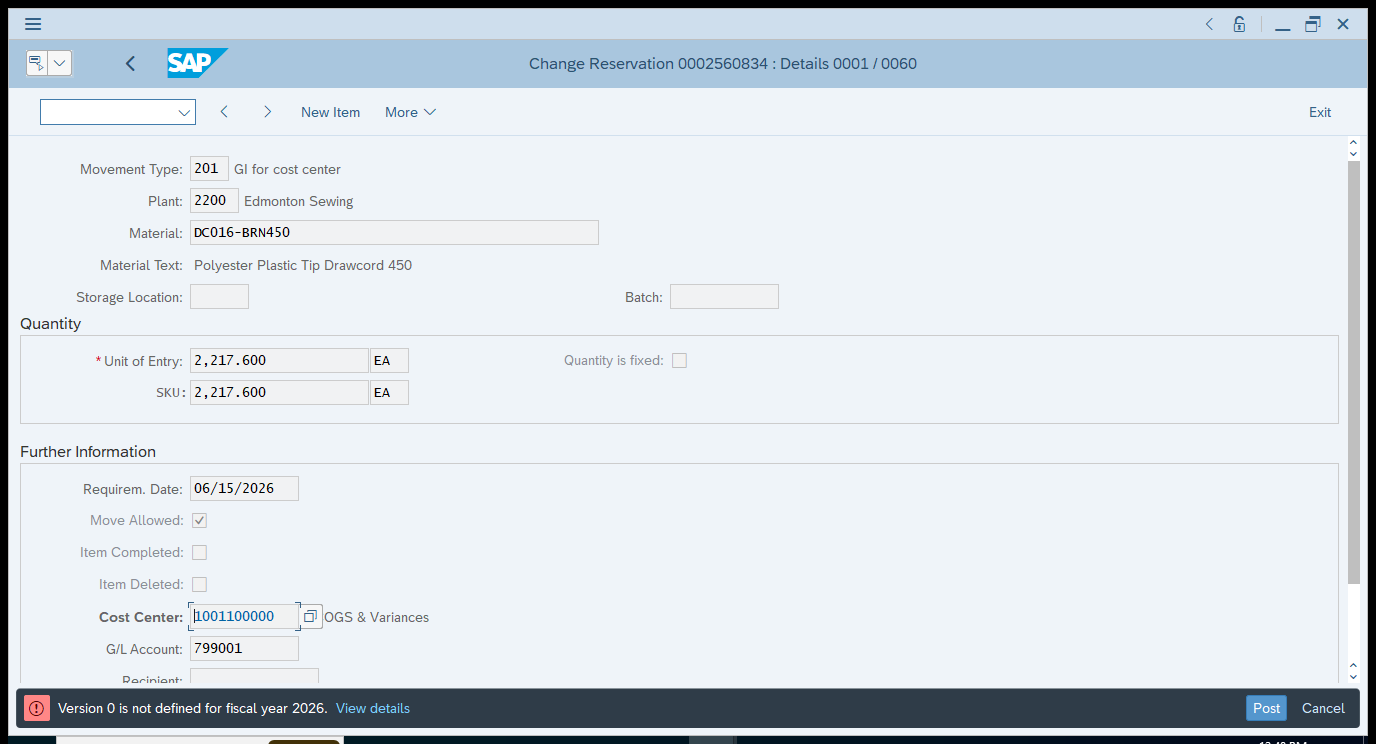 SAP
Change Reservation 0002560834 : Details 0001 / 0060
New Item More Exit
Movement Type: 201 GI for cost center
Plant: 2200 Edmonton Sewing
Material: DC016-BRN450
Material Text: Polyester Plastic Tip Drawcord 450
Storage Location: Batch:
Quantity
* Unit of Entry: 2,217.600 EA Quantity is fixed:
SKU: 2,217.600 EA
Further Information
Requirem. Date: 06/15/2026
Move Allowed:
Item Completed:
Item Deleted:
Cost Center: 1001100000 OGS & Variances
G/L Account: 799001
Recipient:
Version 0 is not defined for fiscal year 2026. View details Post Cancel